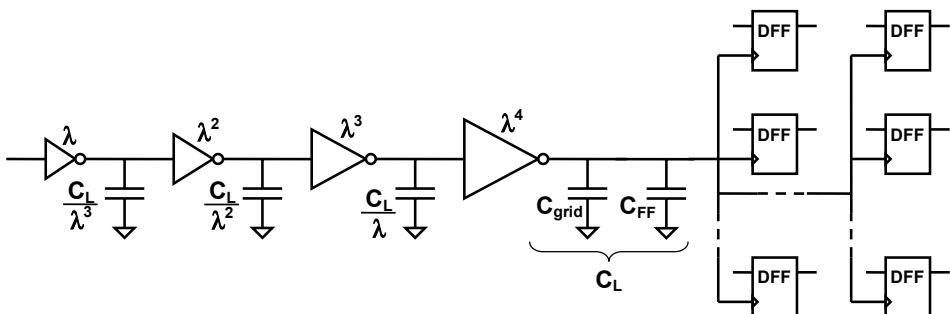 DFF DFF
λ λ² λ³ λ⁴
DFF DFF
C_L/λ³ C_L/λ² C_L/λ C_grid C_FF
C_L
DFF DFF